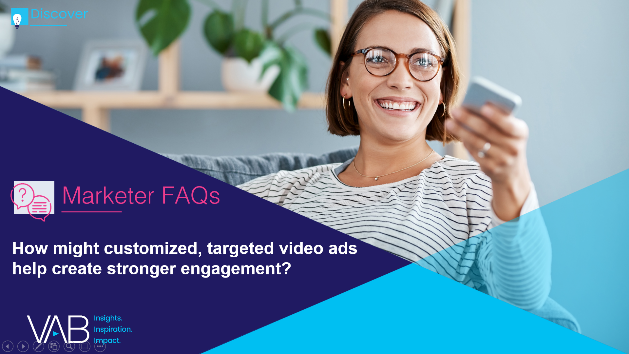 Discover
Marketer FAQs
How might customized, targeted video ads
help create stronger engagement?
VAB
Insights.
Inspiration.
Impact.